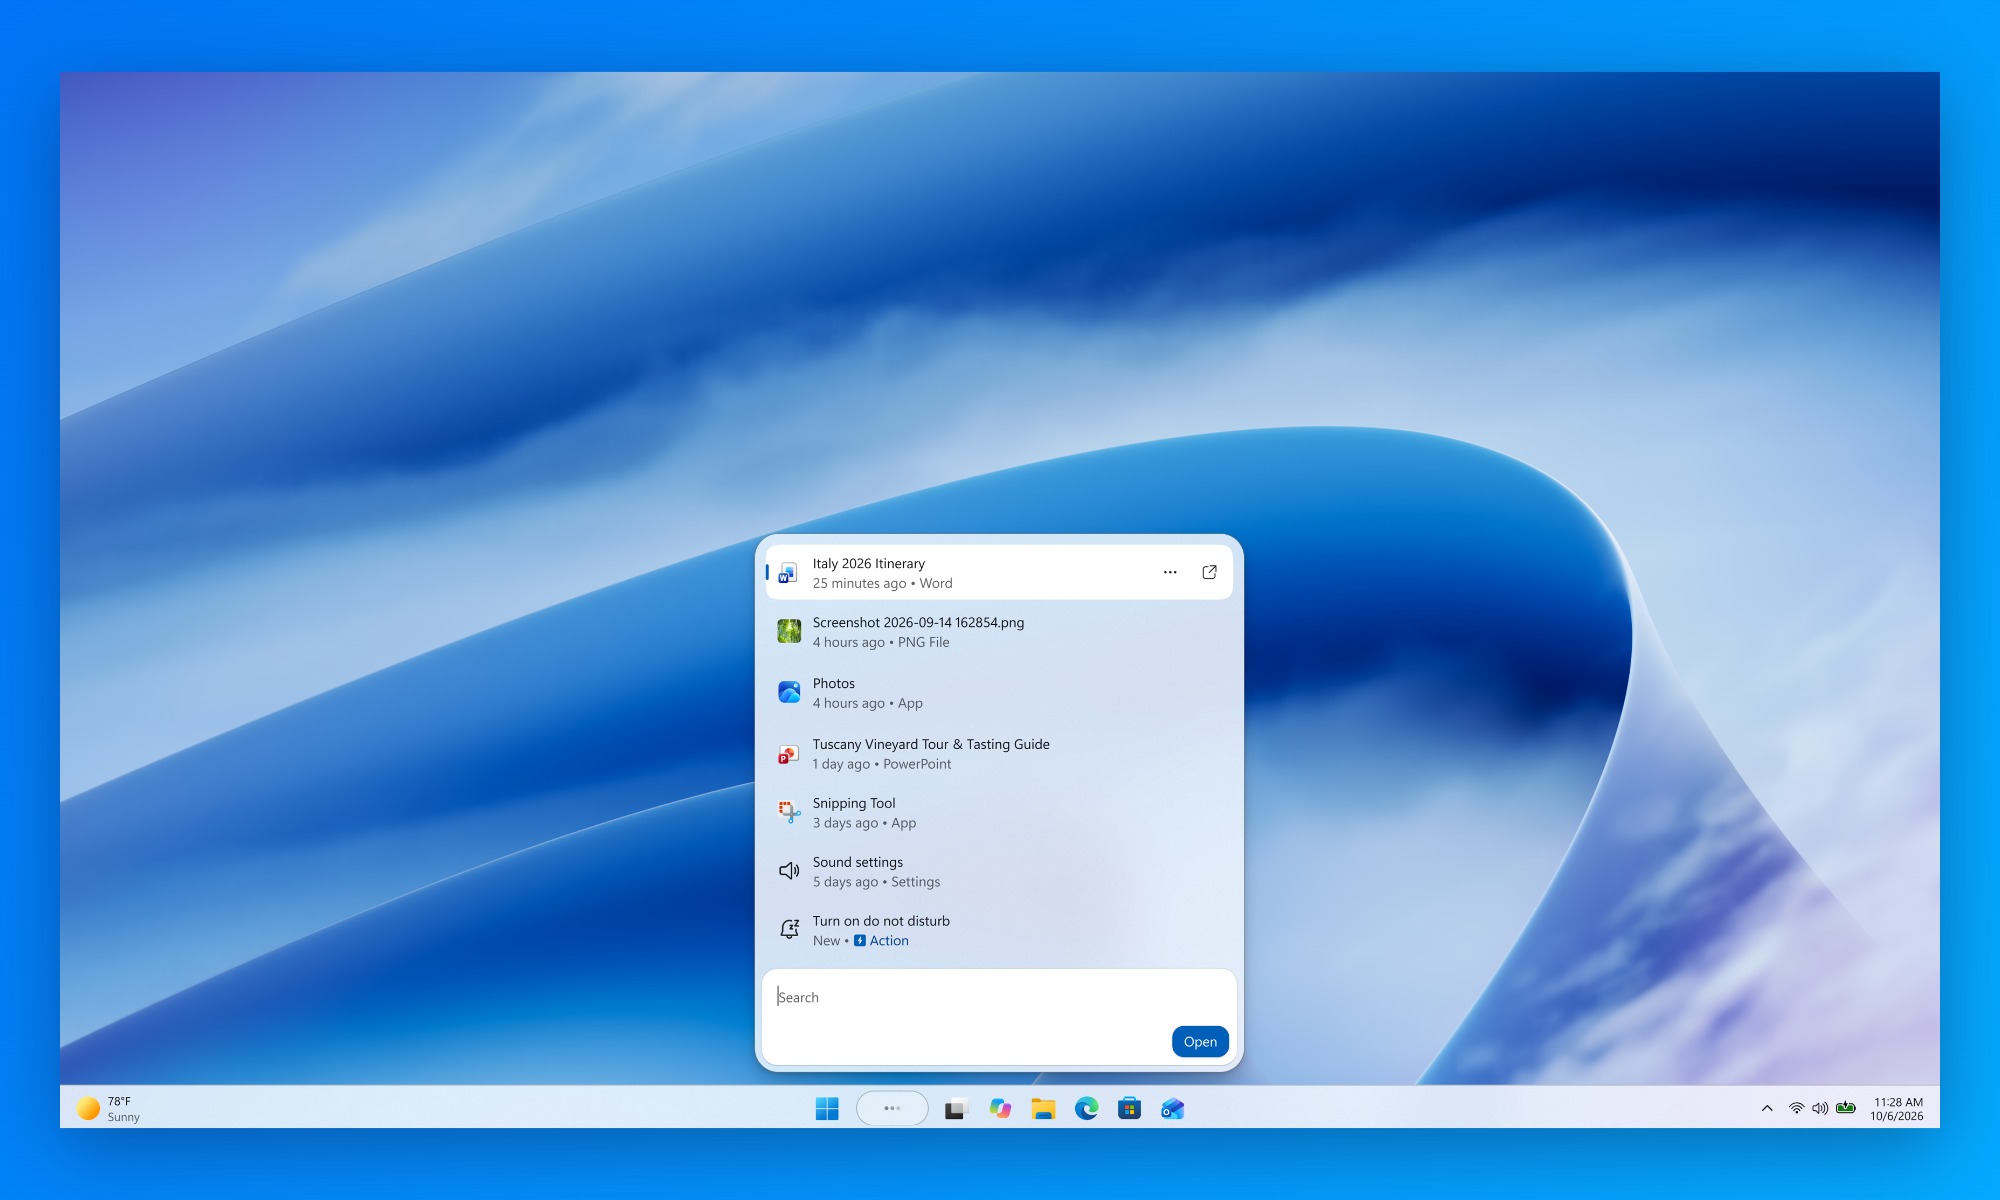 Italy 2026 Itinerary
25 minutes ago • Word
Screenshot 2026-09-14 162854.png
4 hours ago • PNG File
Photos
4 hours ago • App
Tuscany Vineyard Tour & Tasting Guide
1 day ago • PowerPoint
Snipping Tool
3 days ago • App
Sound settings
5 days ago • Settings
Turn on do not disturb
New • Action
Search
Open
78°F
Sunny
11:28 AM
10/6/2026